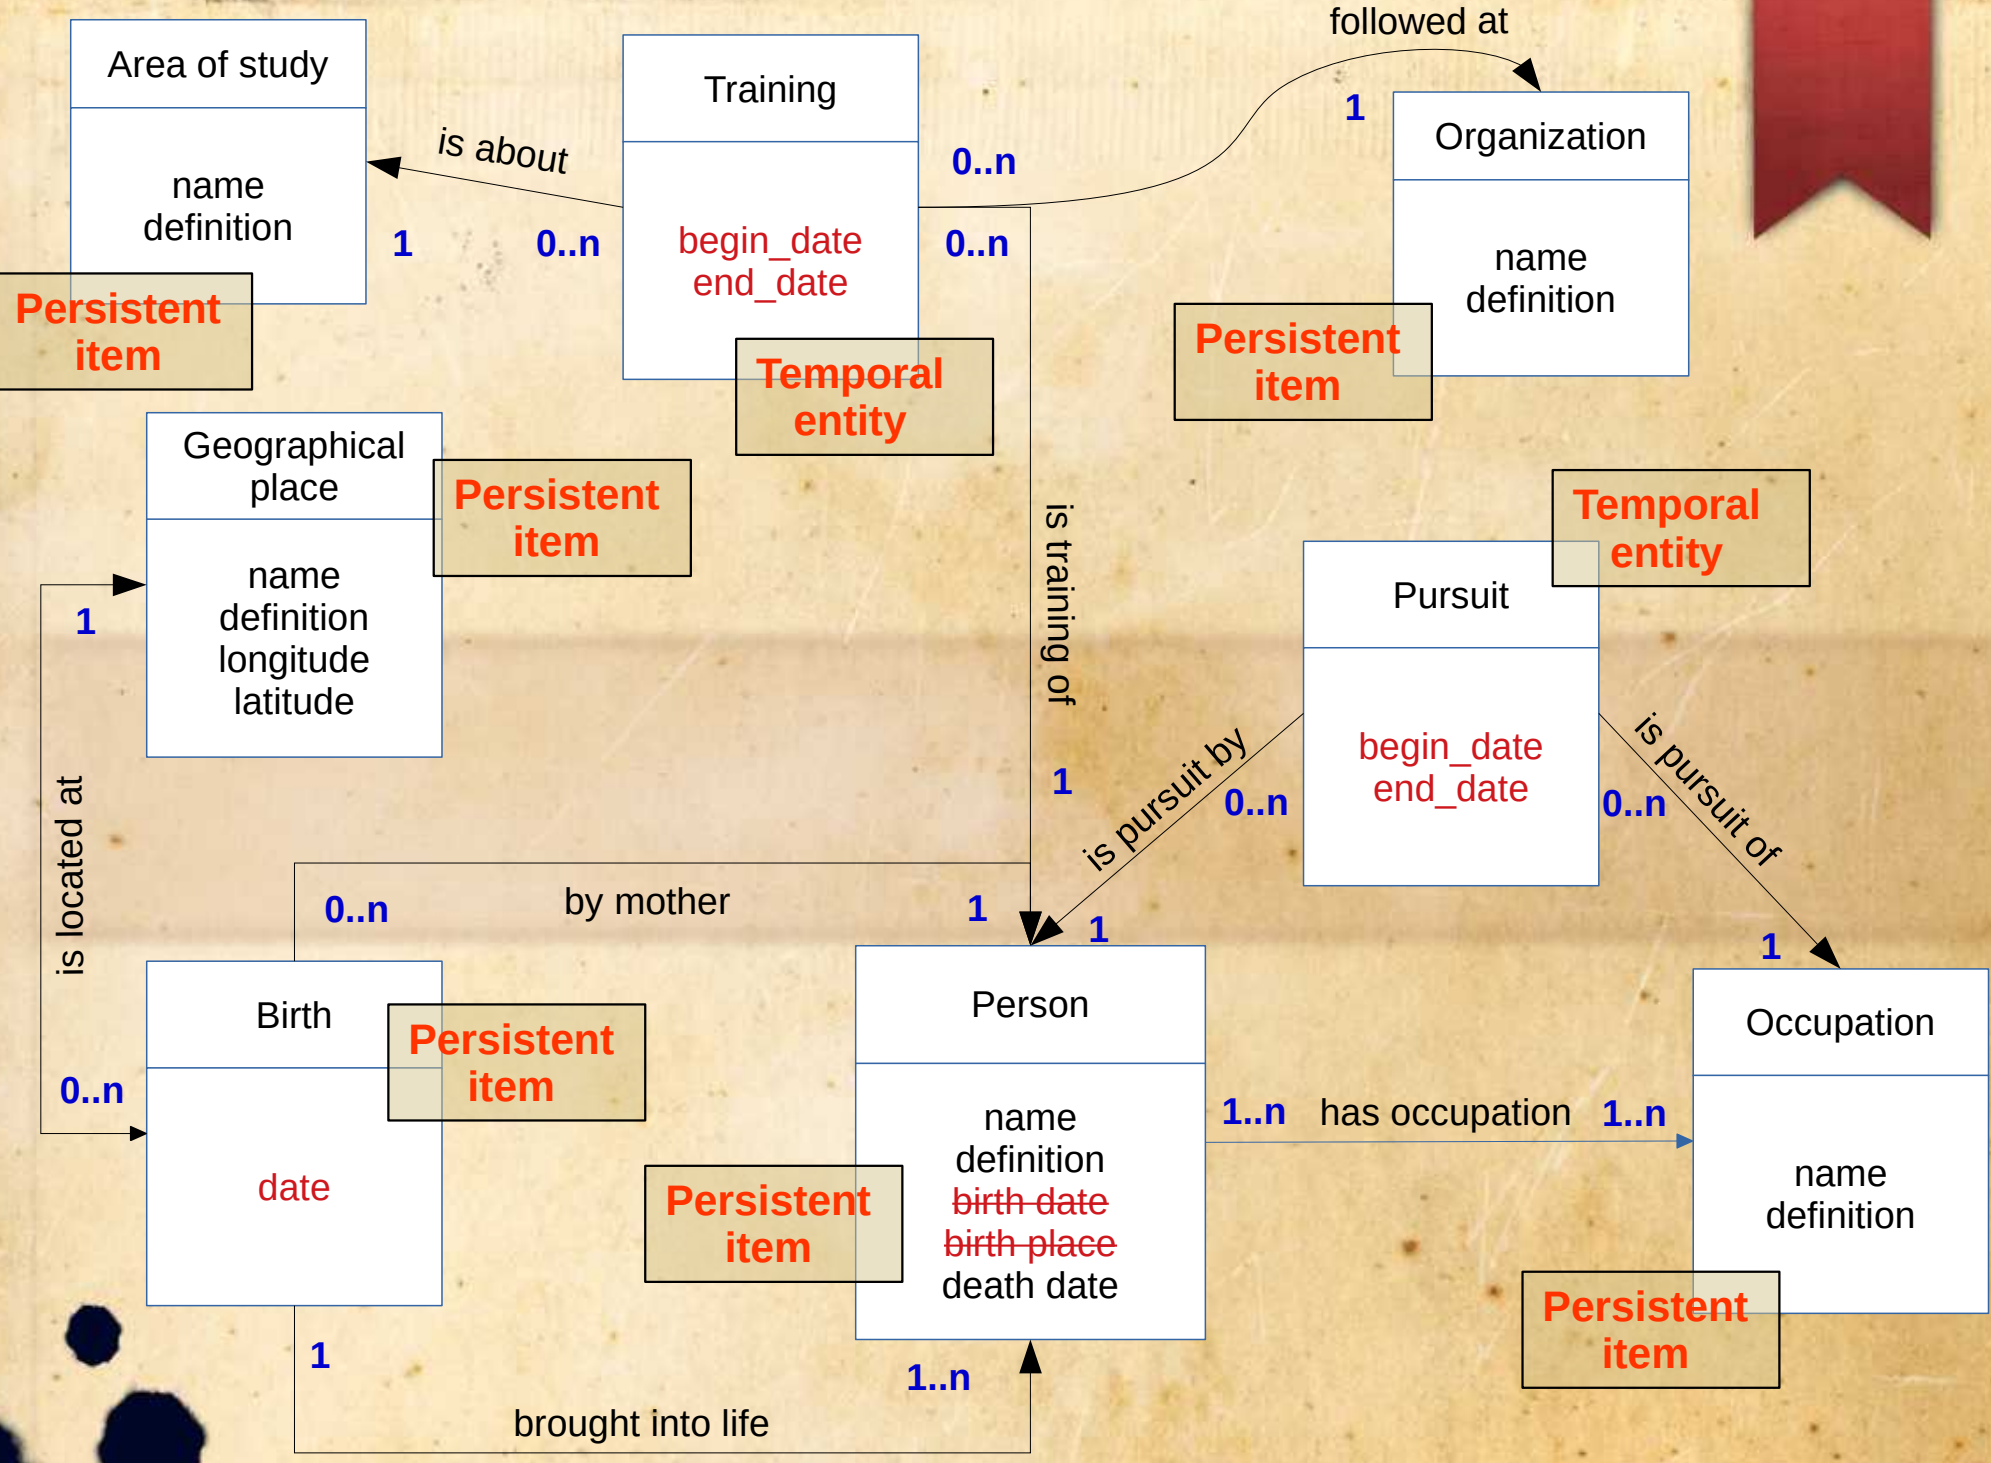 followed at
Area of study
name
definition
Persistent
item
is about
1
0..n
Training
begin_date
end_date
Temporal
entity
0..n
0..n
1
Organization
name
definition
Persistent
item
Geographical
place
name
definition
longitude
latitude
Persistent
item
1
is located at
0..n
is training of
1
Temporal
entity
Pursuit
begin_date
end_date
is pursuit by
0..n
1
0..n
is pursuit of
1
0..n
by mother
1
Birth
date
Persistent
item
Person
name
definition
birth date
birth place
death date
Persistent
item
1..n
has occupation
1..n
Occupation
name
definition
Persistent
item
1
brought into life
1..n